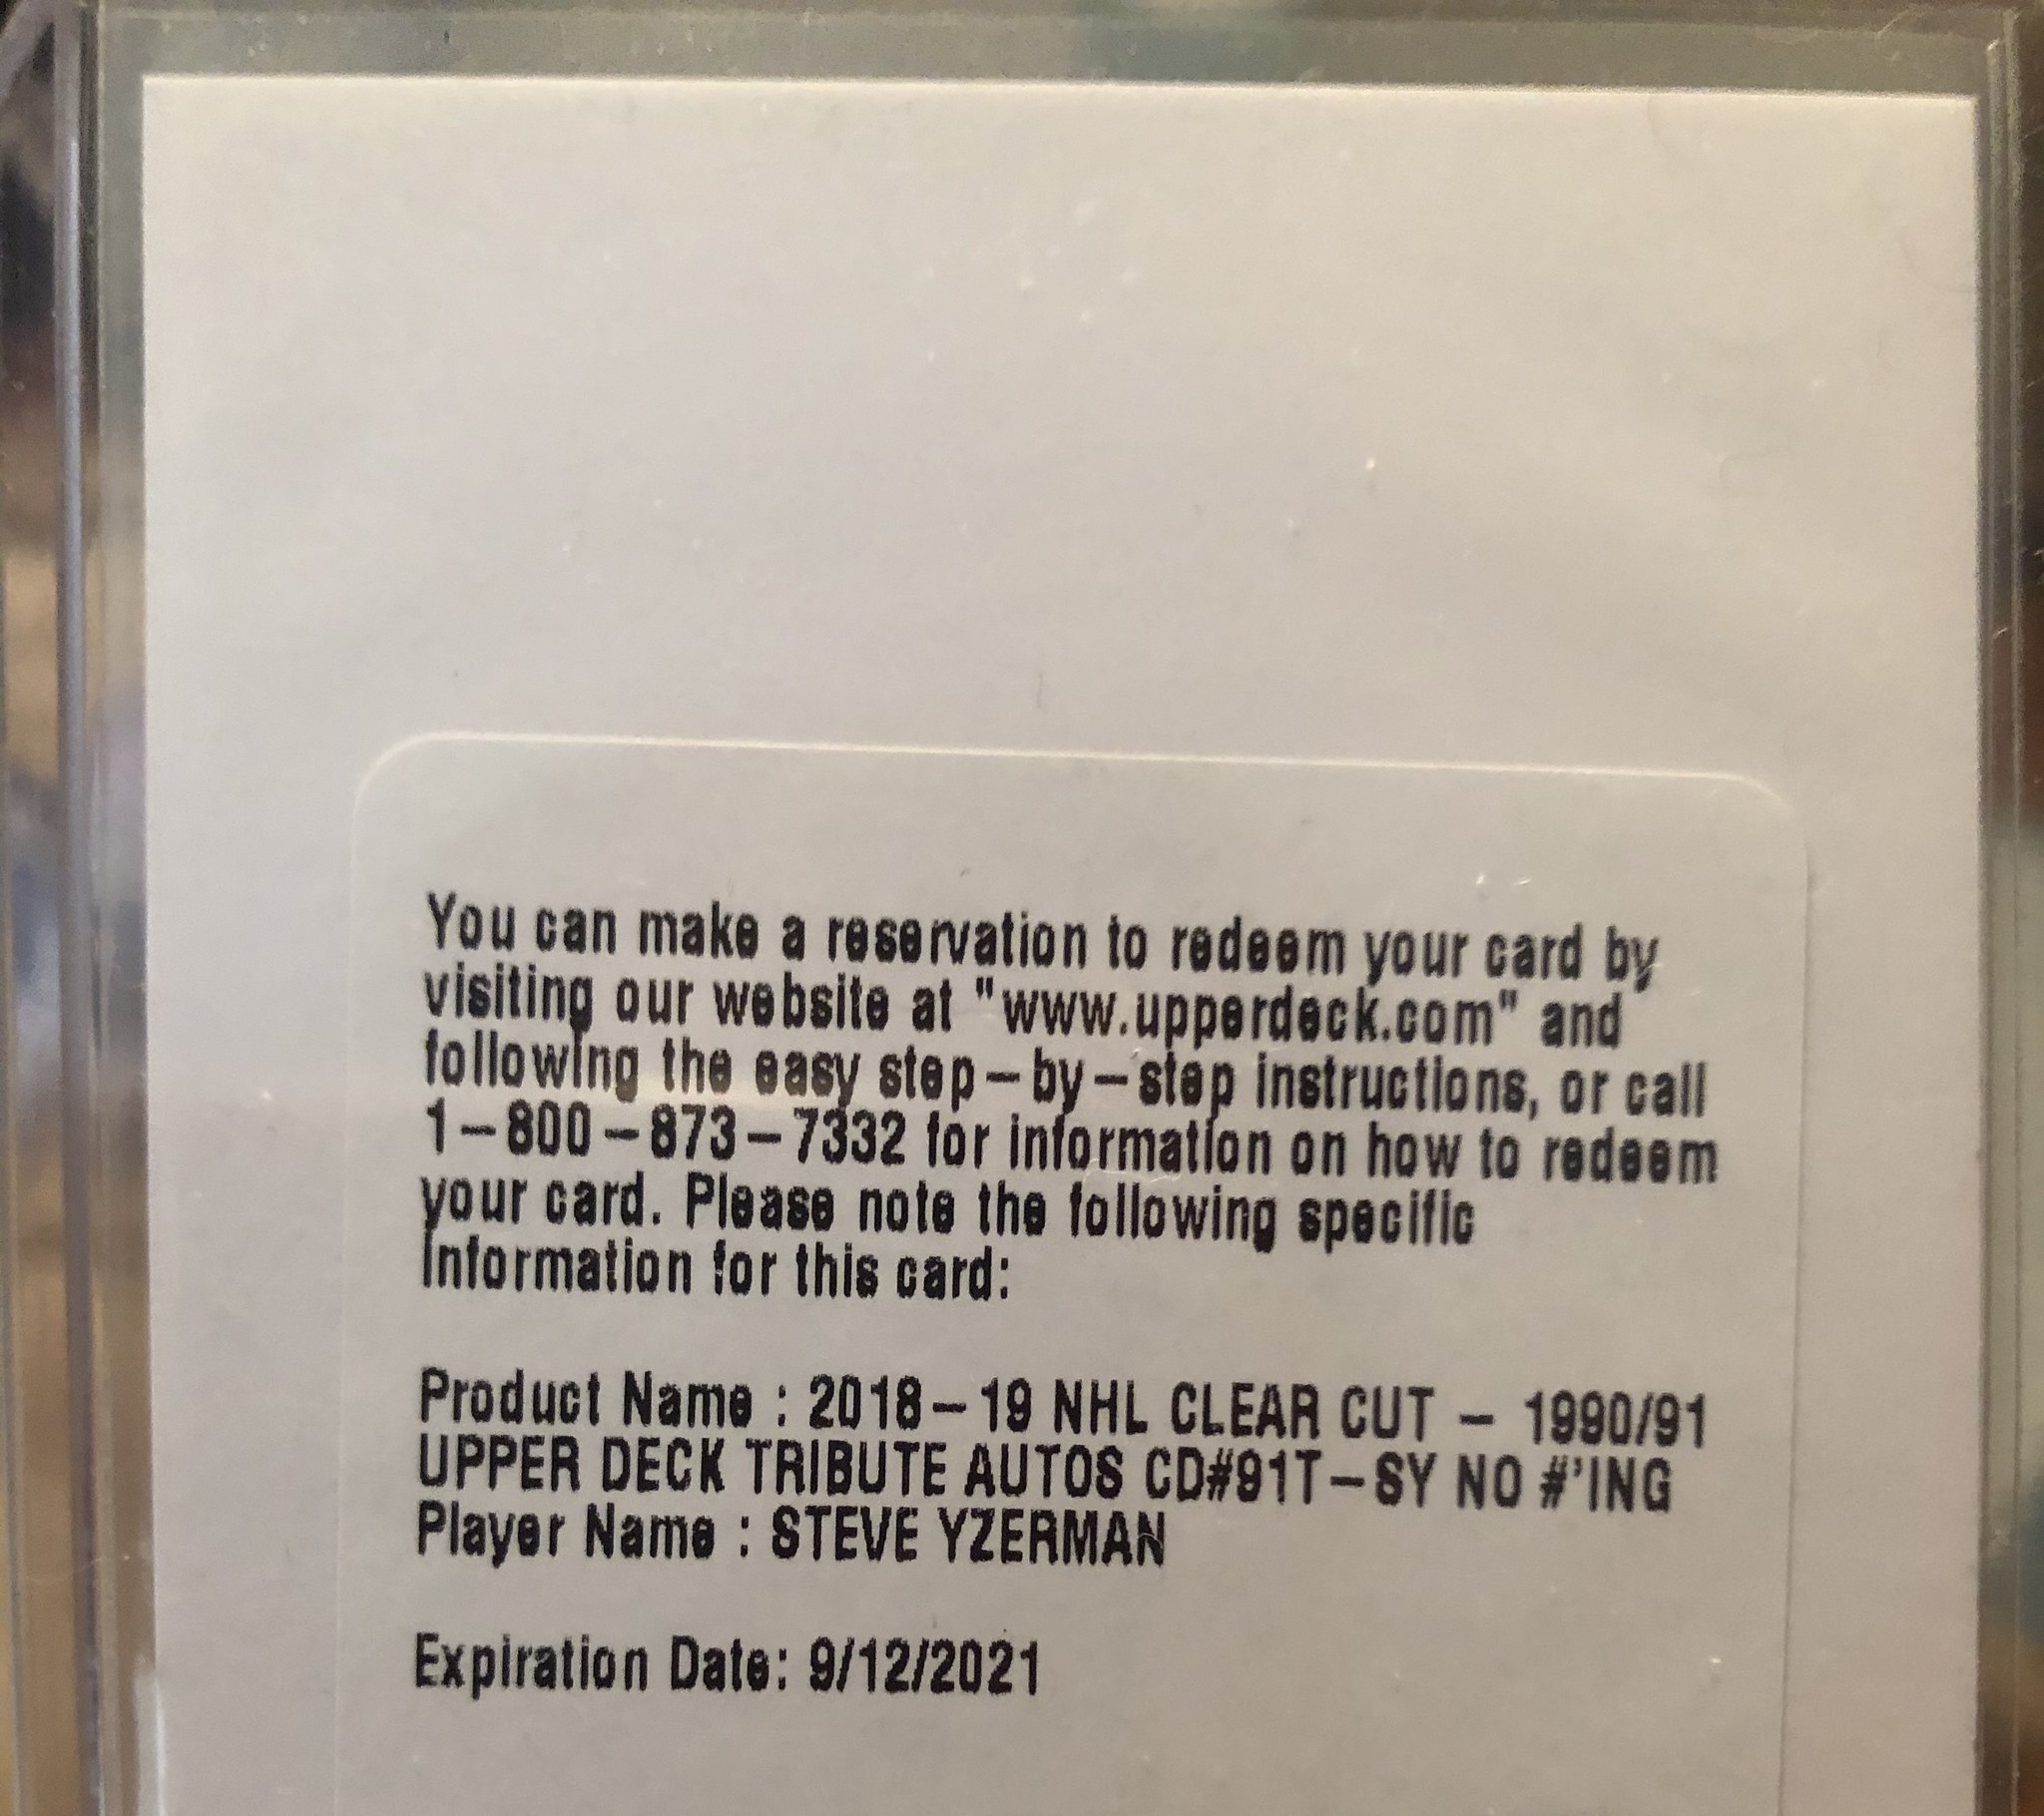 You can make a reservation to redeem your card by
visiting our website at "www.upperdeck.com" and
following the easy step-by-step instructions, or call
1-800-873-7332 for information on how to redeem
your card. Please note the following specific
information for this card:
Product Name : 2018-19 NHL CLEAR CUT - 1990/91
UPPER DECK TRIBUTE AUTOS CD#91T-SY NO #'ING
Player Name : STEVE YZERMAN
Expiration Date: 9/12/2021